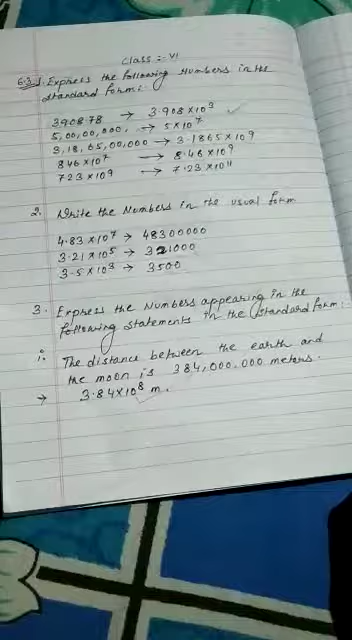 Class :- VI
6.3.1. Express the following numbers in the
standard form :-
3908.78 → 3.908 × 10³
5,00,00,000, → 5 × 10⁷
3,18,65,00,000 → 3.1865 × 10⁹
846 × 10⁷ → 8.46 × 10⁹
723 × 10⁹ → 7.23 × 10¹¹
2. Write the Numbers in the usual form
4.83 × 10⁷ → 48300000
3.21 × 10⁵ → 321000
3.5 × 10³ → 3500
3. Express the Numbers appearing in the
following statements in the standard form :-
i. The distance between the earth and
the moon is 384,000,000 meters.
→ 3.84 × 10⁸ m.